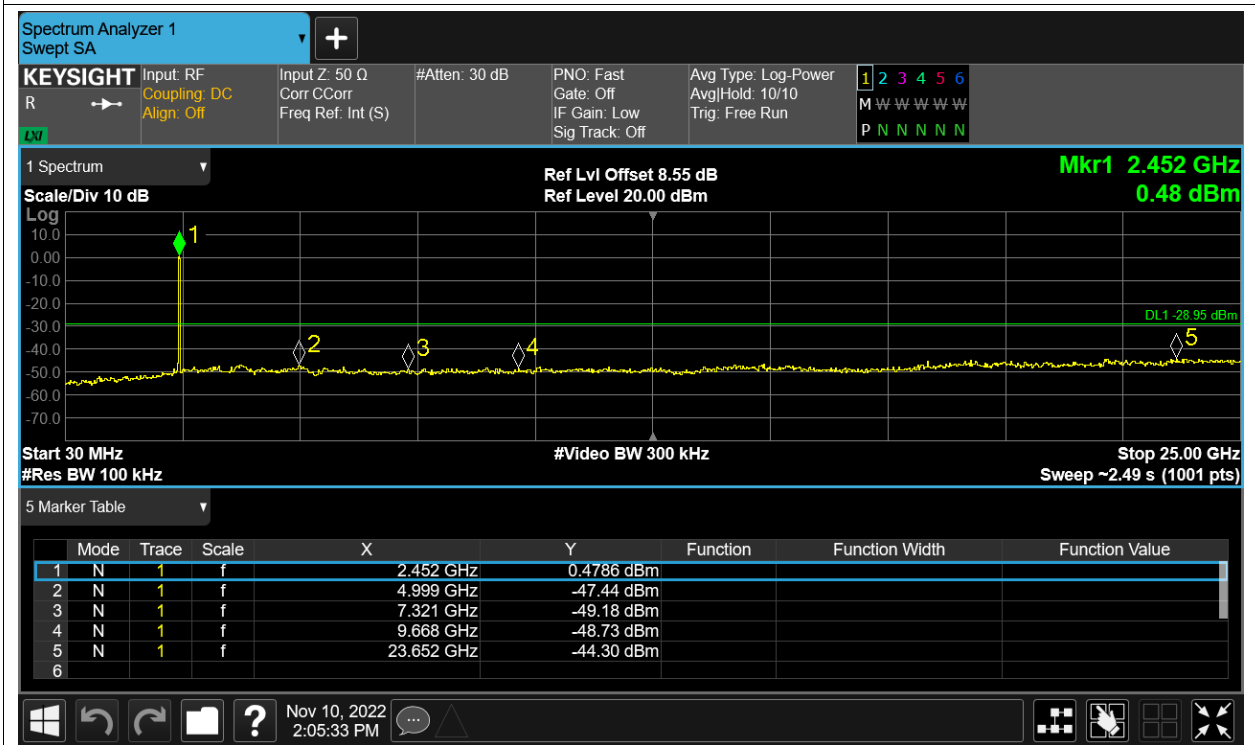 Spectrum Analyzer 1
Swept SA
KEYSIGHT Input: RF Input Z: 50 Ω #Atten: 30 dB PNO: Fast Avg Type: Log-Power 1 2 3 4 5 6
R Coupling: DC Corr CCorr Gate: Off Avg|Hold: 10/10 M W W W W W
Align: Off Freq Ref: Int (S) IF Gain: Low Trig: Free Run
LXI Sig Track: Off P N N N N N
1 Spectrum Ref Lvl Offset 8.55 dB Mkr1 2.452 GHz
Scale/Div 10 dB Ref Level 20.00 dBm 0.48 dBm
Log
10.0 1
0.00
-10.0
-20.0
DL1 -28.95 dBm
-30.0
-40.0 2 3 4 5
-50.0
-60.0
-70.0
Start 30 MHz #Video BW 300 kHz Stop 25.00 GHz
#Res BW 100 kHz Sweep ~2.49 s (1001 pts)
5 Marker Table
Mode Trace Scale X Y Function Function Width Function Value
1 N 1 f 2.452 GHz 0.4786 dBm
2 N 1 f 4.999 GHz -47.44 dBm
3 N 1 f 7.321 GHz -49.18 dBm
4 N 1 f 9.668 GHz -48.73 dBm
5 N 1 f 23.652 GHz -44.30 dBm
6
? Nov 10, 2022
2:05:33 PM